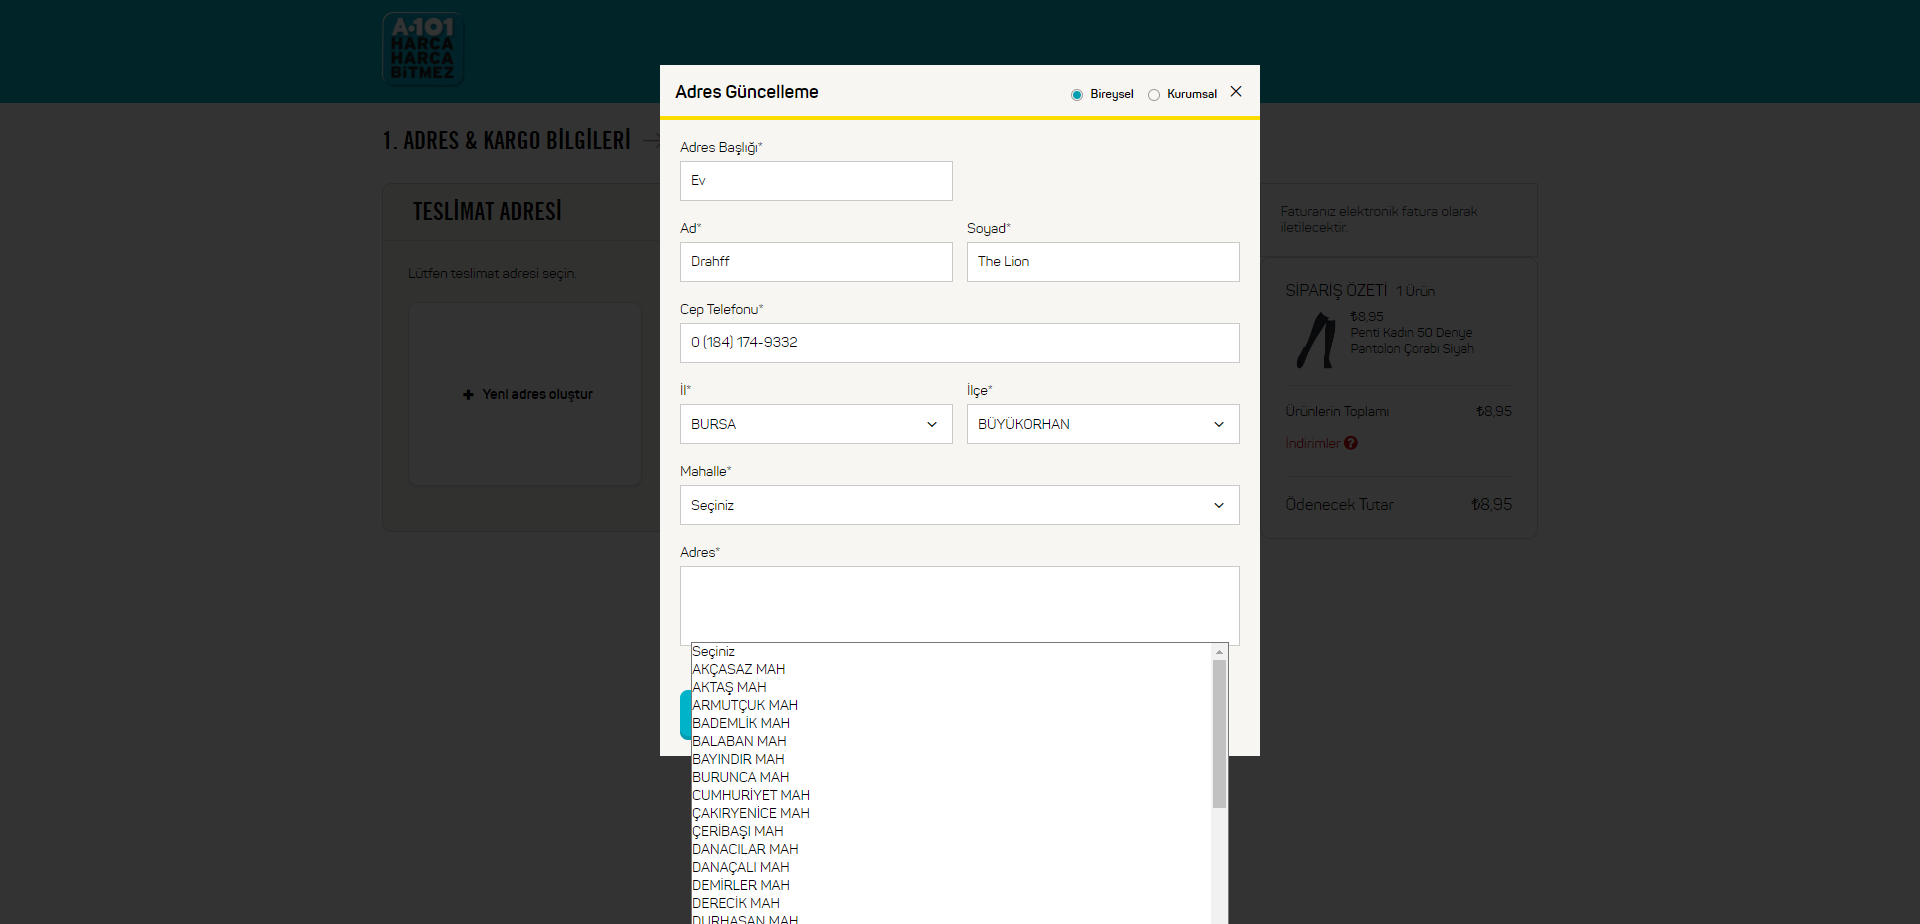 A101
HARCA
HARCA
BİTMEZ
Adres Güncelleme
Bireysel
Kurumsal
1. ADRES & KARGO BİLGİLERİ
Adres Başlığı*
Ev
TESLİMAT ADRESİ
Faturanız elektronik fatura olarak
iletilecektir.
Ad*
Soyad*
Drahff
The Lion
Lütfen teslimat adresi seçin.
SİPARİŞ ÖZETİ 1 Ürün
Cep Telefonu*
₺8,95
Penti Kadın 50 Denye
Pantolon Çorabı Siyah
0 (184) 174-9332
Yeni adres oluştur
İl*
İlçe*
BURSA
BÜYÜKORHAN
Ürünlerin Toplamı ₺8,95
İndirimler ?
Mahalle*
Seçiniz
Ödenecek Tutar ₺8,95
Adres*
Seçiniz
AKÇASAZ MAH
AKTAŞ MAH
ARMUTÇUK MAH
BADEMLİK MAH
BALABAN MAH
BAYINDIR MAH
BURUNCA MAH
CUMHURİYET MAH
ÇAKIRYENİCE MAH
ÇERİBAŞI MAH
DANACILAR MAH
DANAÇALI MAH
DEMİRLER MAH
DERECİK MAH
DURHASAN MAH